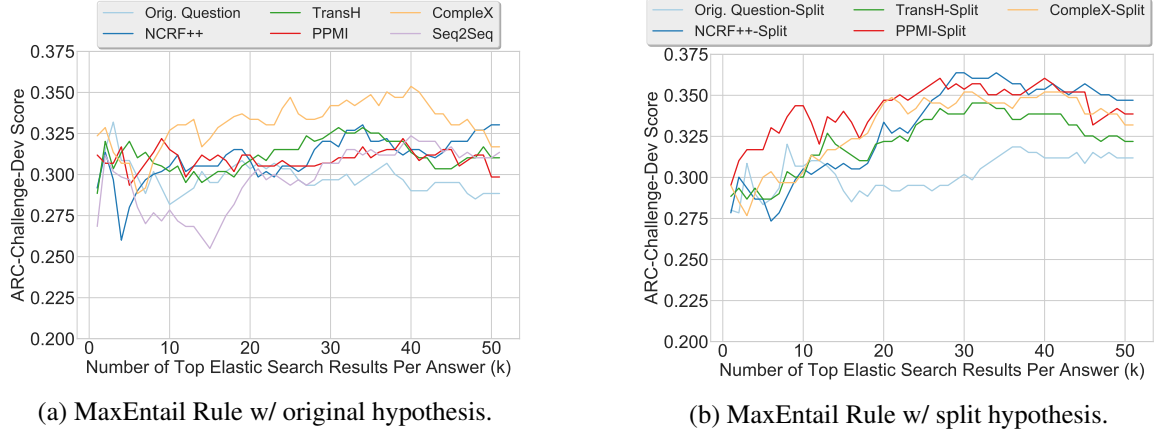 Orig. Question TransH CompleX
NCRF++ PPMI Seq2Seq
ARC-Challenge-Dev Score
0.375
0.350
0.325
0.300
0.275
0.250
0.225
0.200
0 10 20 30 40 50
Number of Top Elastic Search Results Per Answer (k)
(a) MaxEntail Rule w/ original hypothesis.
Orig. Question-Split TransH-Split CompleX-Split
NCRF++-Split PPMI-Split
ARC-Challenge-Dev Score
0.375
0.350
0.325
0.300
0.275
0.250
0.225
0.200
0 10 20 30 40 50
Number of Top Elastic Search Results Per Answer (k)
(b) MaxEntail Rule w/ split hypothesis.